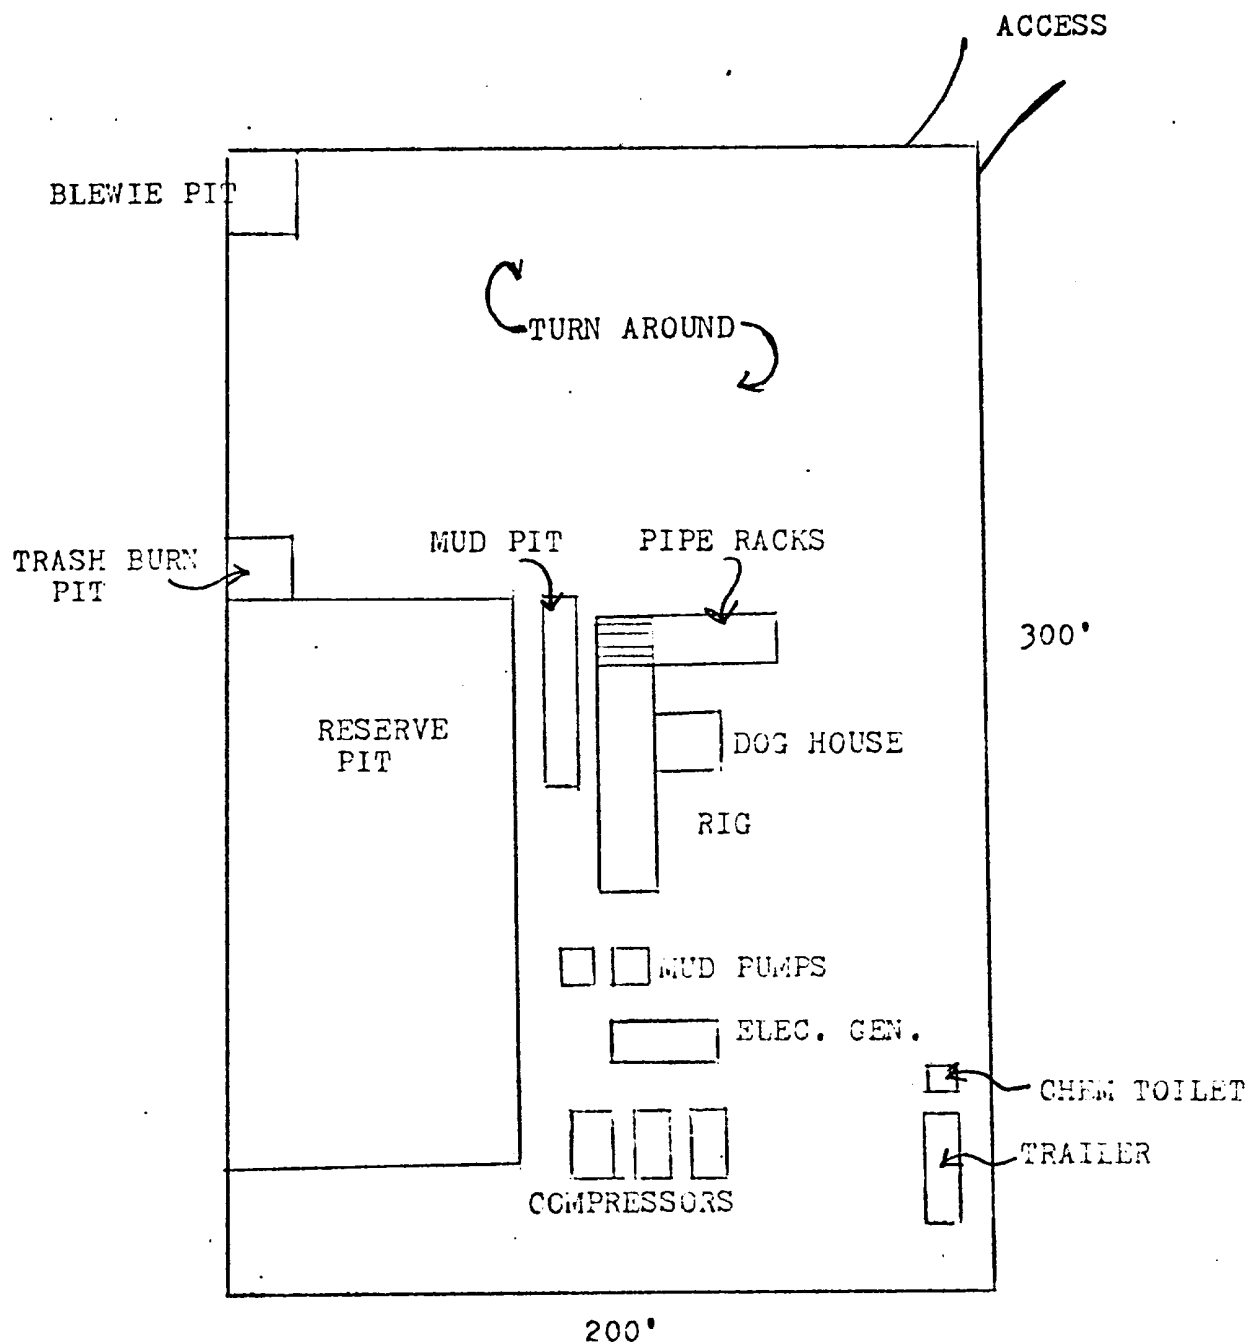 ACCESS
BLEWIE PIT
TURN AROUND
MUD PIT
PIPE RACKS
TRASH BURN
PIT
300'
RESERVE
PIT
DOG HOUSE
RIG
MUD PUMPS
ELEC. GEN.
CHEM TOILET
TRAILER
COMPRESSORS
200'